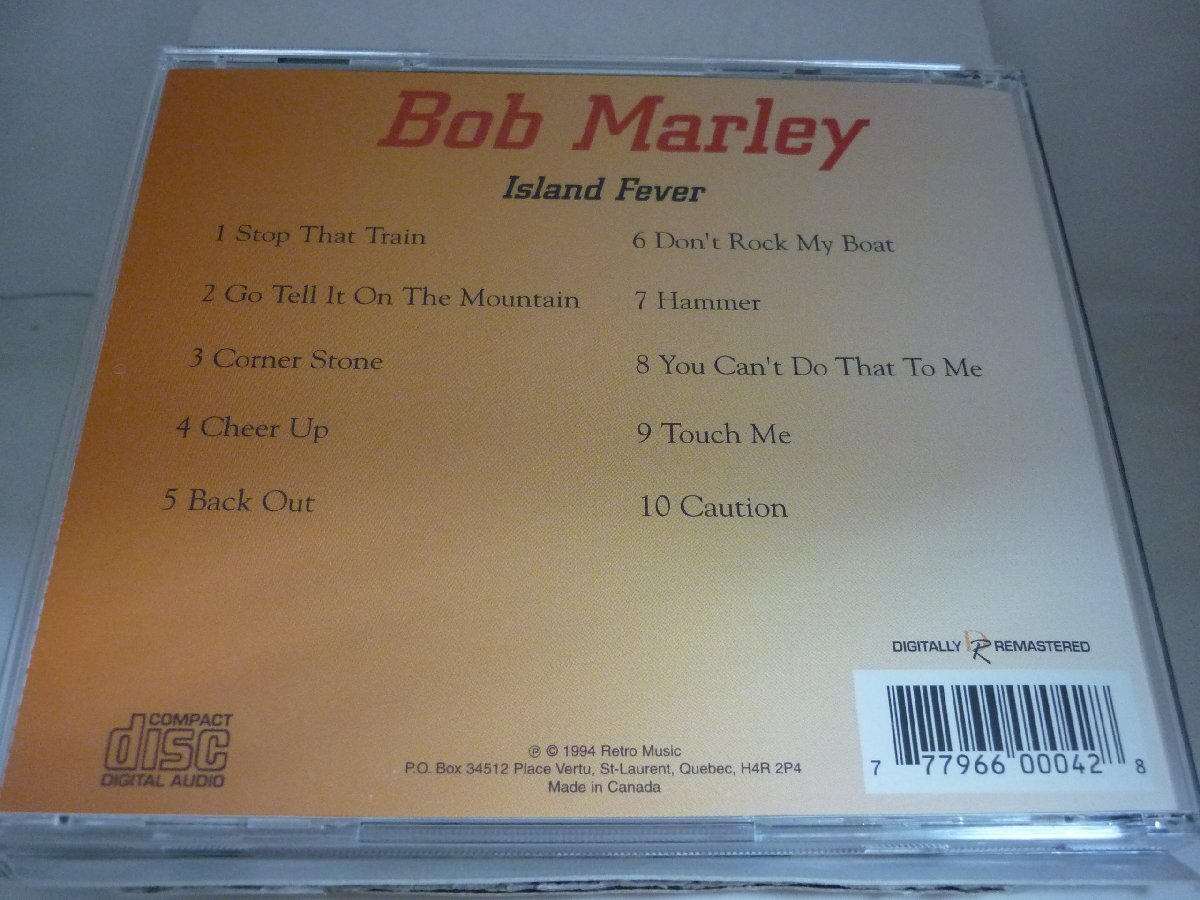 Bob Marley
Island Fever
1 Stop That Train
2 Go Tell It On The Mountain
3 Corner Stone
4 Cheer Up
5 Back Out
6 Don't Rock My Boat
7 Hammer
8 You Can't Do That To Me
9 Touch Me
10 Caution
DIGITALLY DR REMASTERED
COMPACT
disc
DIGITAL AUDIO
℗ © 1994 Retro Music
P.O. Box 34512 Place Vertu, St-Laurent, Quebec, H4R 2P4
Made in Canada
7 77966 00042 8